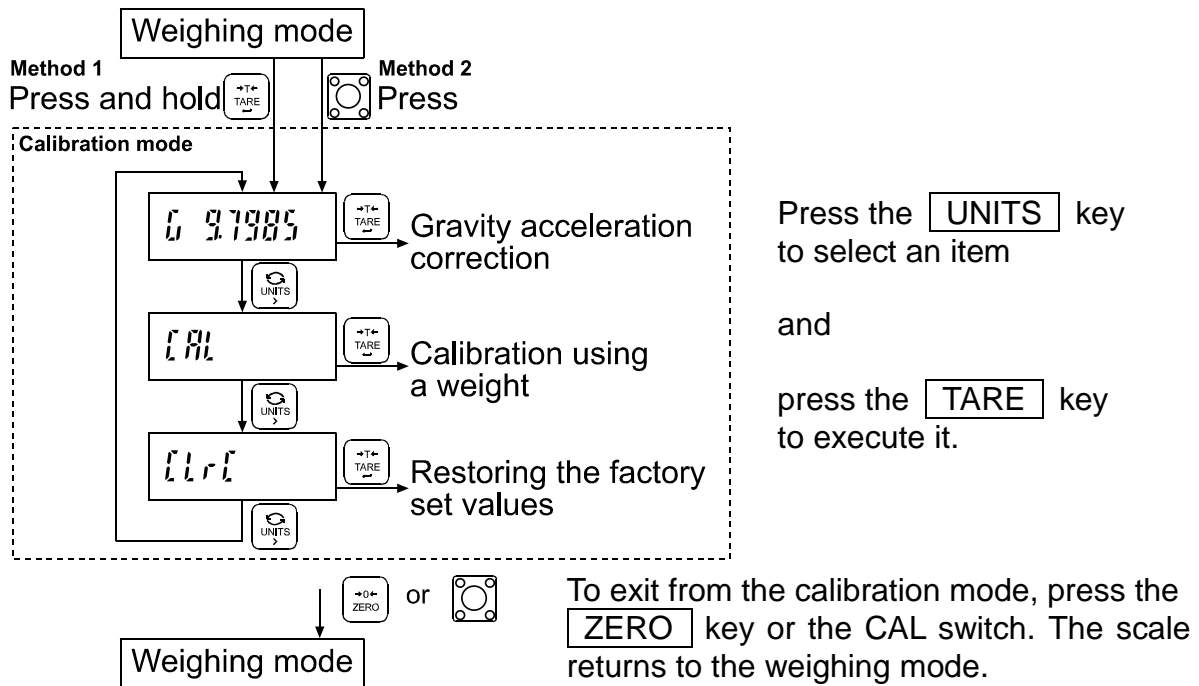 Weighing mode
Method 1
Press and hold
→T←
TARE
Method 2
Press
Calibration mode
G 9.7985
→T←
TARE
Gravity acceleration
correction
UNITS
>
CAL
→T←
TARE
Calibration using
a weight
UNITS
>
CLrC
→T←
TARE
Restoring the factory
set values
UNITS
>
Press the UNITS key
to select an item
and
press the TARE key
to execute it.
→0←
ZERO
or
Weighing mode
To exit from the calibration mode, press the
ZERO key or the CAL switch. The scale
returns to the weighing mode.